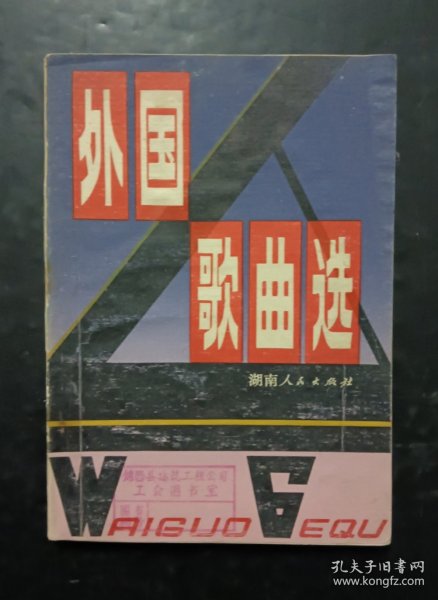 外国
歌曲选
湖南人民出版社
WAIGUO GEQU
工会图书室
孔夫子旧书网
www.kongfz.com